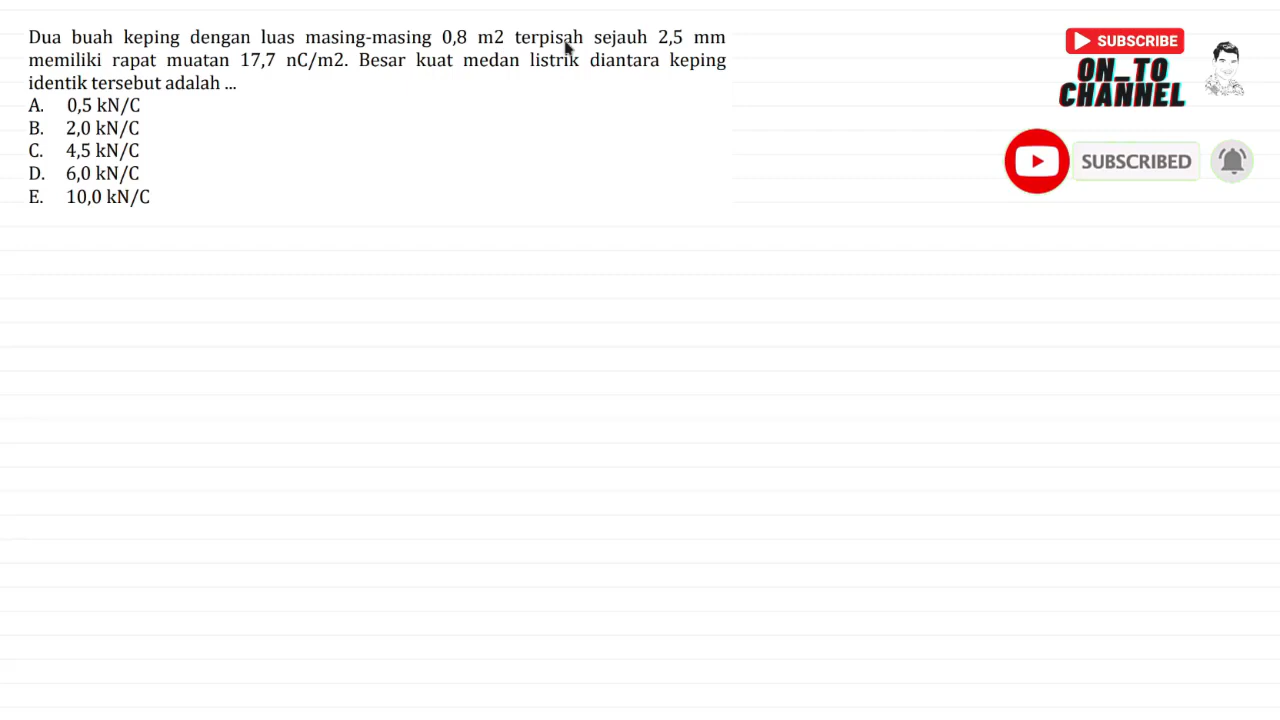 Dua buah keping dengan luas masing-masing 0,8 m2 terpisah sejauh 2,5 mm
memiliki rapat muatan 17,7 nC/m2. Besar kuat medan listrik diantara keping
identik tersebut adalah ...
A. 0,5 kN/C
B. 2,0 kN/C
C. 4,5 kN/C
D. 6,0 kN/C
E. 10,0 kN/C
SUBSCRIBE
ON_TO
CHANNEL
SUBSCRIBED